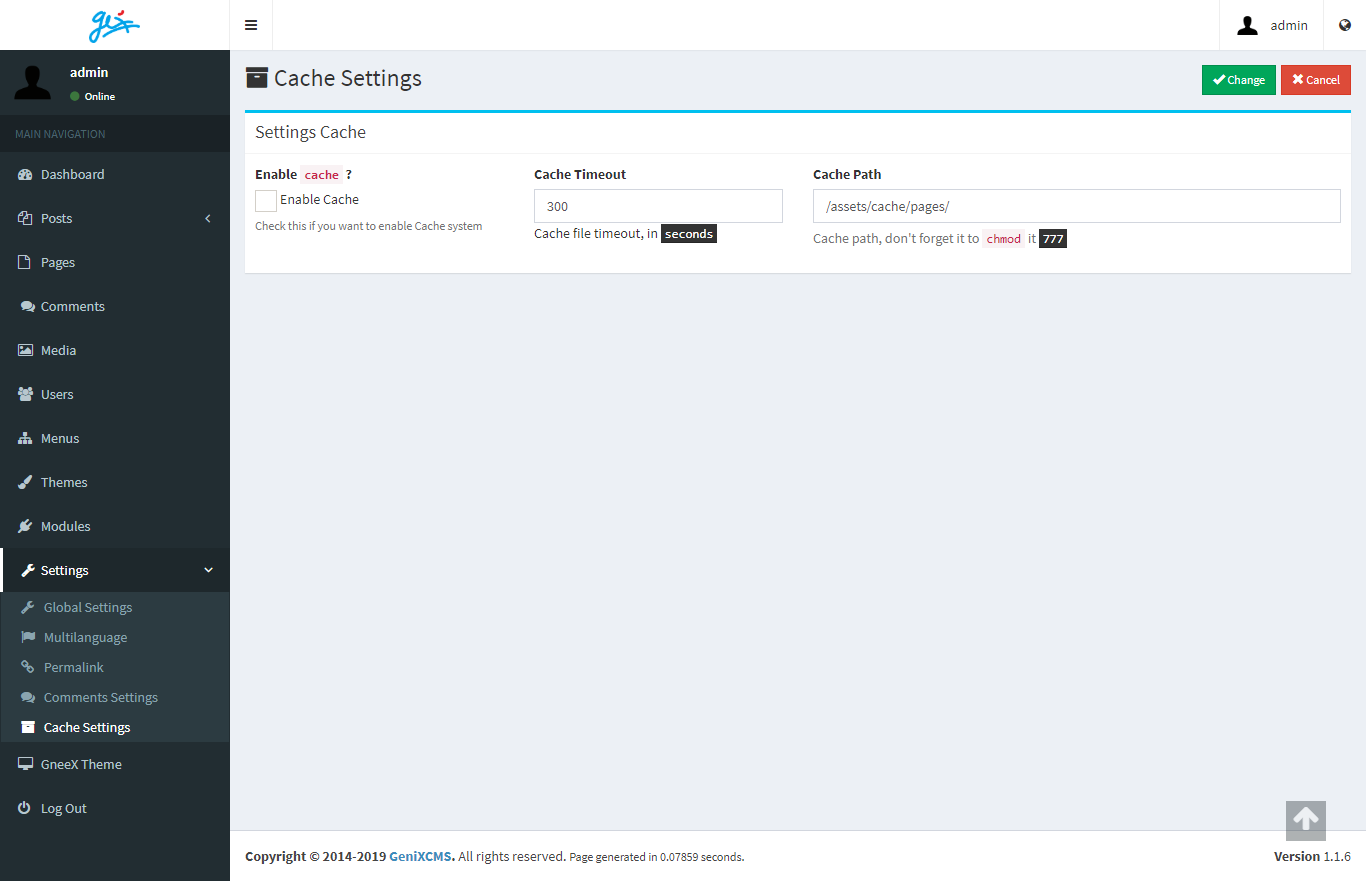 gix
admin
admin
Online
MAIN NAVIGATION
Dashboard
Posts
Pages
Comments
Media
Users
Menus
Themes
Modules
Settings
Global Settings
Multilanguage
Permalink
Comments Settings
Cache Settings
GneeX Theme
Log Out
Cache Settings
Change
Cancel
Settings Cache
Enable cache ?
Enable Cache
Check this if you want to enable Cache system
Cache Timeout
300
Cache file timeout, in seconds
Cache Path
/assets/cache/pages/
Cache path, don't forget it to chmod it 777
Copyright © 2014-2019 GeniXCMS. All rights reserved. Page generated in 0.07859 seconds.
Version 1.1.6